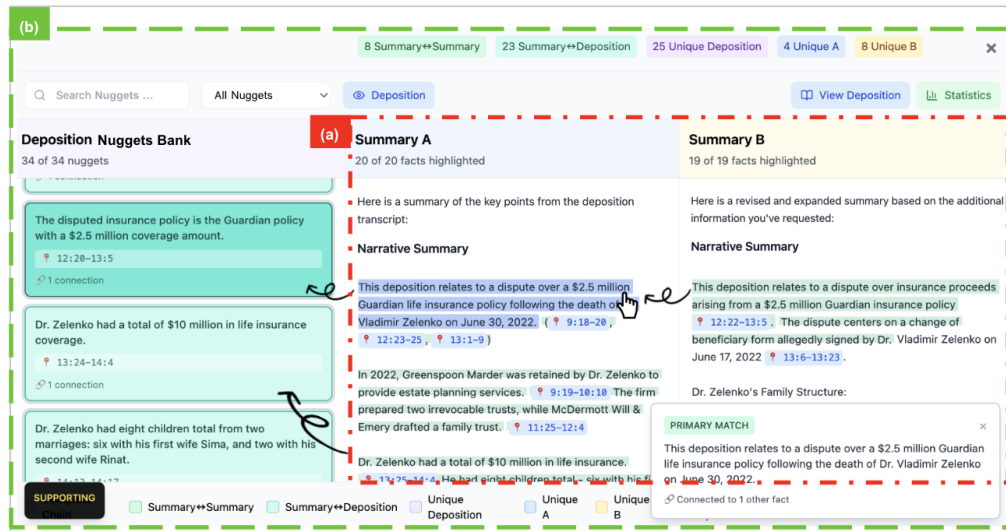 (b)
8 Summary↔Summary 23 Summary↔Deposition 25 Unique Deposition 4 Unique A 8 Unique B ×
Search Nuggets ... All Nuggets Deposition View Deposition Statistics
Deposition Nuggets Bank
34 of 34 nuggets
1 connection
The disputed insurance policy is the Guardian policy
with a $2.5 million coverage amount.
12:20-13:5
1 connection
Dr. Zelenko had a total of $10 million in life insurance
coverage.
13:24-14:4
1 connection
Dr. Zelenko had eight children total from two
marriages: six with his first wife Sima, and two with his
second wife Rinat.
14:13-14:17
(a)
Summary A
20 of 20 facts highlighted
Here is a summary of the key points from the deposition
transcript:
Narrative Summary
This deposition relates to a dispute over a $2.5 million
Guardian life insurance policy following the death of
Vladimir Zelenko on June 30, 2022. ( 9:18-20 ,
12:23-25 , 13:1-9 )
In 2022, Greenspoon Marder was retained by Dr. Zelenko to
provide estate planning services. 9:19-10:10 The firm
prepared two irrevocable trusts, while McDermott Will &
Emery drafted a family trust. 11:25-12:4
Dr. Zelenko had a total of $10 million in life insurance.
13:25-14:4 He had eight children total - six with his fi
Summary B
19 of 19 facts highlighted
Here is a revised and expanded summary based on the additional
information you've requested:
Narrative Summary
This deposition relates to a dispute over insurance proceeds
arising from a $2.5 million Guardian insurance policy
12:22-13:5 . The dispute centers on a change of
beneficiary form allegedly signed by Dr. Vladimir Zelenko on
June 17, 2022 13:6-13:23 .
Dr. Zelenko's Family Structure:
PRIMARY MATCH ×
This deposition relates to a dispute over a $2.5 million Guardian
life insurance policy following the death of Dr. Vladimir Zelenko
on June 30, 2022.
Connected to 1 other fact
SUPPORTING
Chain
Summary↔Summary Summary↔Deposition Unique
Deposition Unique
A Unique
B